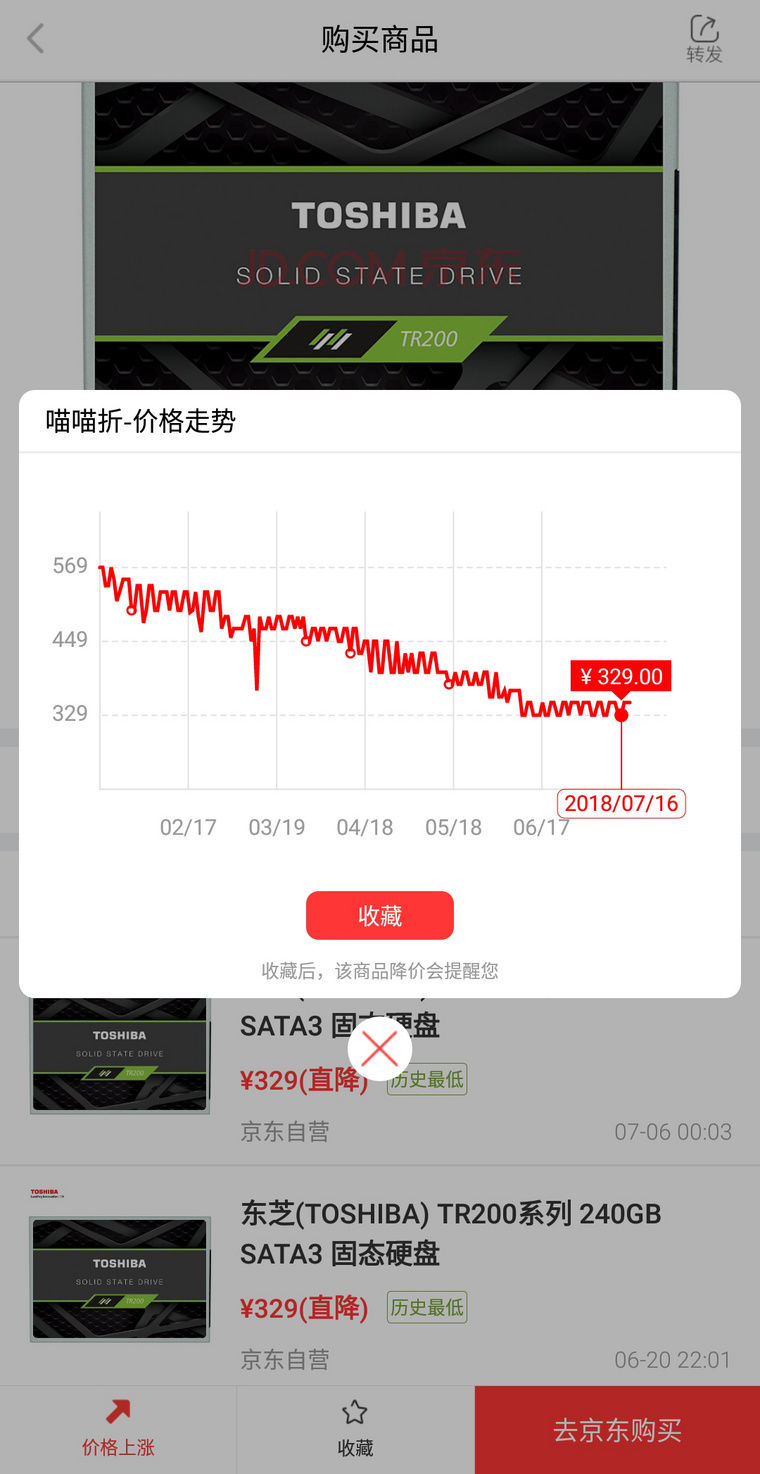 购买商品
转发
TOSHIBA
JD.COM 京东
SOLID STATE DRIVE
TR200
喵喵折-价格走势
569
449
329
¥ 329.00
2018/07/16
02/17 03/19 04/18 05/18 06/17
收藏
收藏后，该商品降价会提醒您
TOSHIBA
SOLID STATE DRIVE
TR200
SATA3 固态硬盘
¥329(直降) 历史最低
京东自营 07-06 00:03
TOSHIBA
TOSHIBA
SOLID STATE DRIVE
TR200
东芝(TOSHIBA) TR200系列 240GB
SATA3 固态硬盘
¥329(直降) 历史最低
京东自营 06-20 22:01
价格上涨
收藏
去京东购买